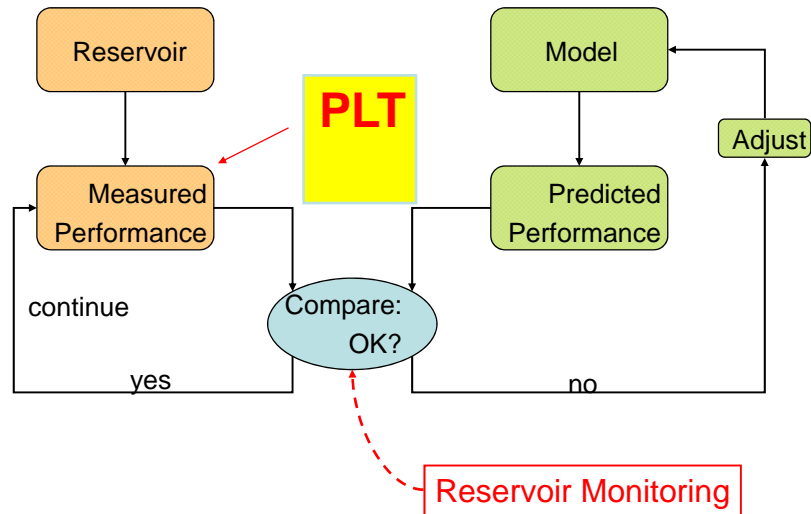 Reservoir
Model
PLT
Adjust
Measured
Performance
Predicted
Performance
continue
Compare:
OK?
yes
no
Reservoir Monitoring